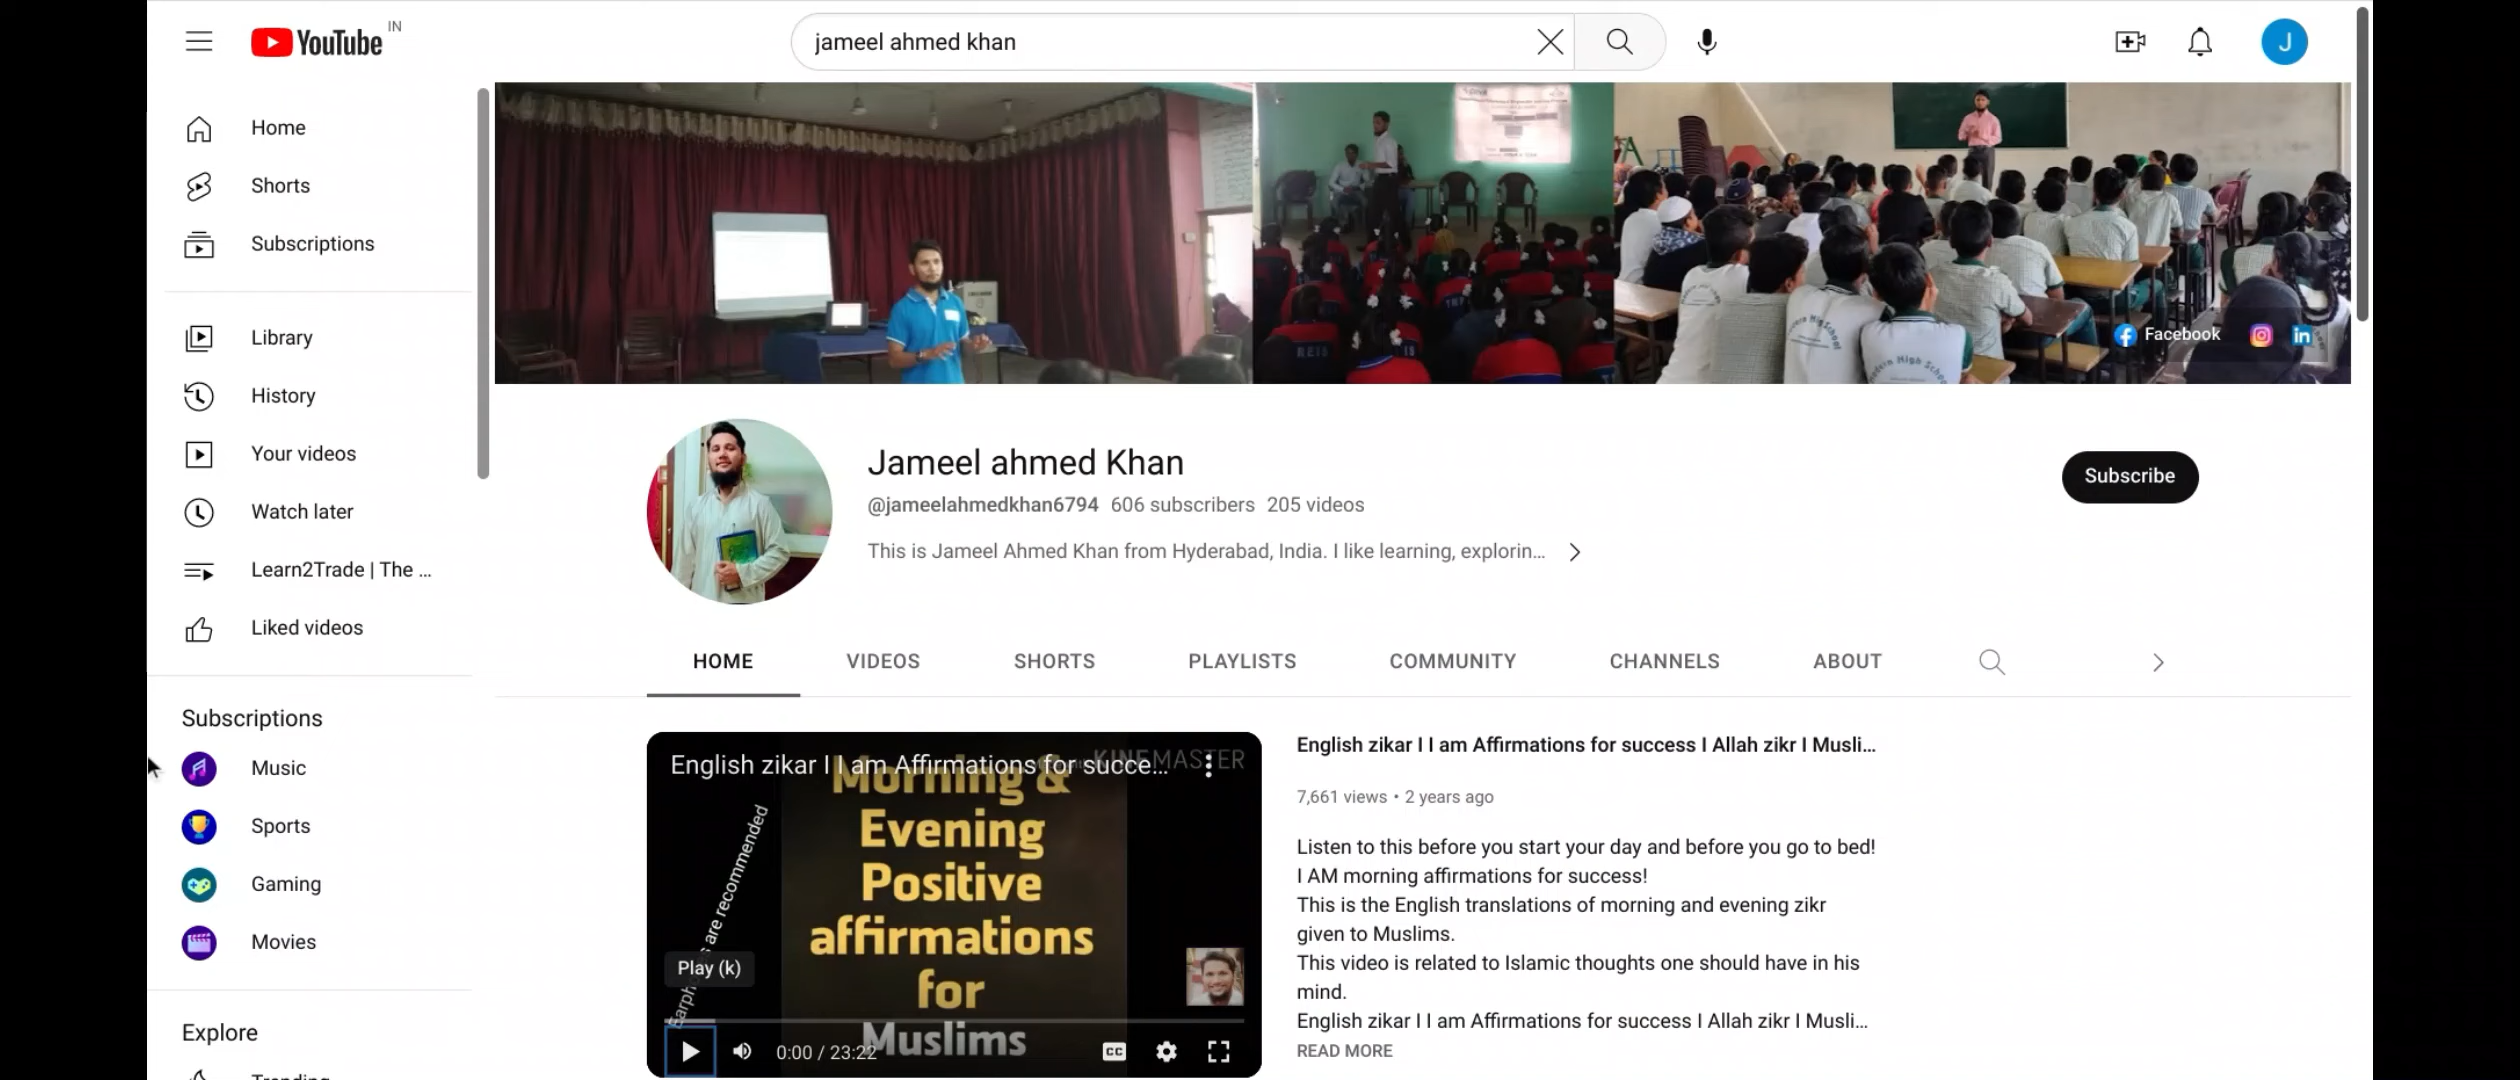 YouTube IN
jameel ahmed khan
J
Home
Shorts
Subscriptions
Library
History
Your videos
Watch later
Learn2Trade | The ...
Liked videos
Subscriptions
Music
Sports
Gaming
Movies
Explore
Trending
Facebook
Jameel ahmed Khan
@jameelahmedkhan6794 606 subscribers 205 videos
This is Jameel Ahmed Khan from Hyderabad, India. I like learning, explorin...
Subscribe
HOME VIDEOS SHORTS PLAYLISTS COMMUNITY CHANNELS ABOUT
KINEMASTER
English zikar I I am Affirmations for succe...
Morning &
Evening
Positive
affirmations
for
Muslims
are recommended
Play (k)
0:00 / 23:22
CC
English zikar I I am Affirmations for success I Allah zikr I Musli...
7,661 views • 2 years ago
Listen to this before you start your day and before you go to bed!
I AM morning affirmations for success!
This is the English translations of morning and evening zikr
given to Muslims.
This video is related to Islamic thoughts one should have in his
mind.
English zikar I I am Affirmations for success I Allah zikr I Musli...
READ MORE